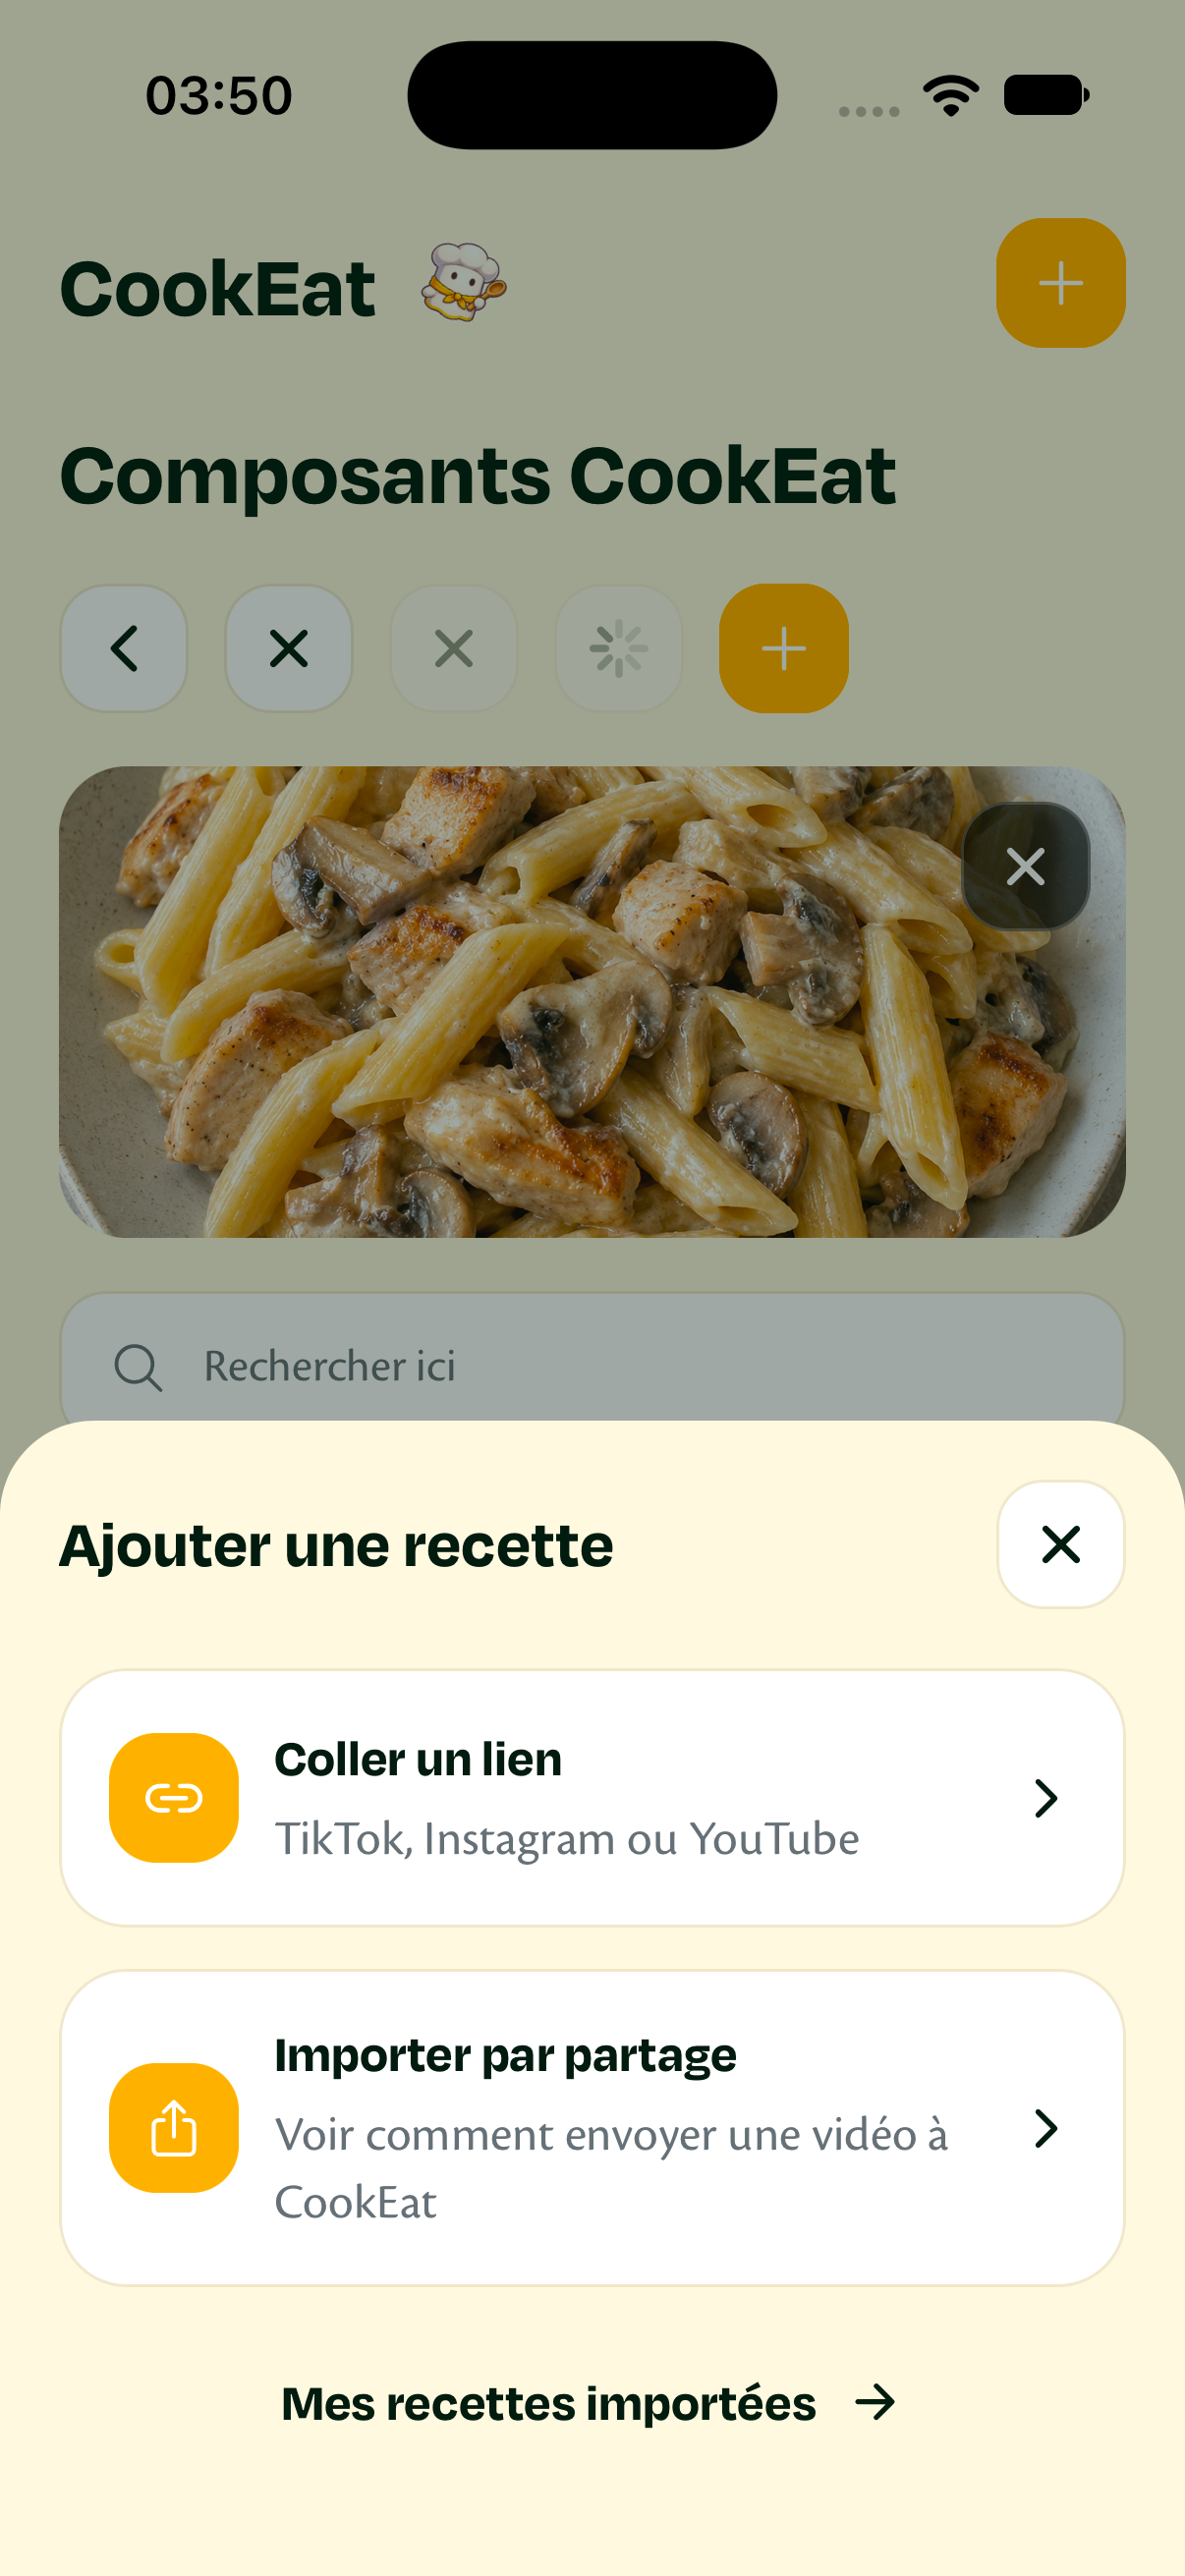 03:50
CookEat
Composants CookEat
Rechercher ici
Ajouter une recette
Coller un lien
TikTok, Instagram ou YouTube
Importer par partage
Voir comment envoyer une vidéo à
CookEat
Mes recettes importées